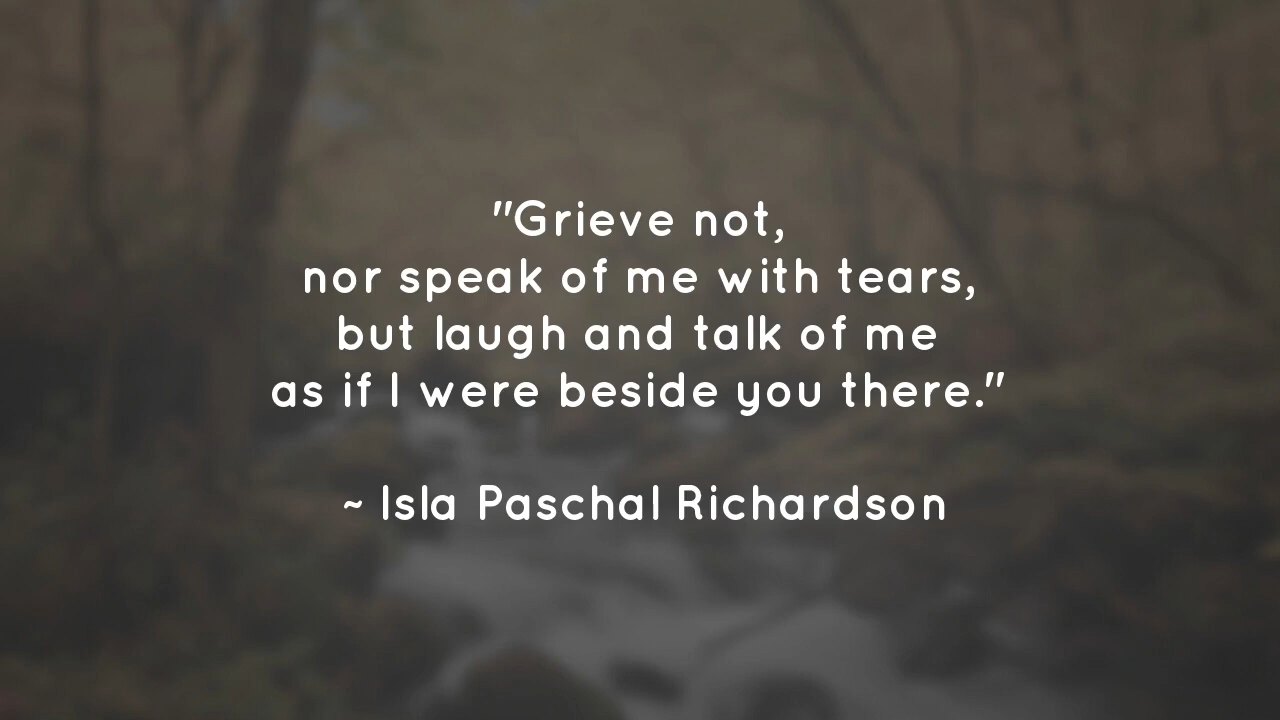 "Grieve not,
nor speak of me with tears,
but laugh and talk of me
as if I were beside you there."
~ Isla Paschal Richardson